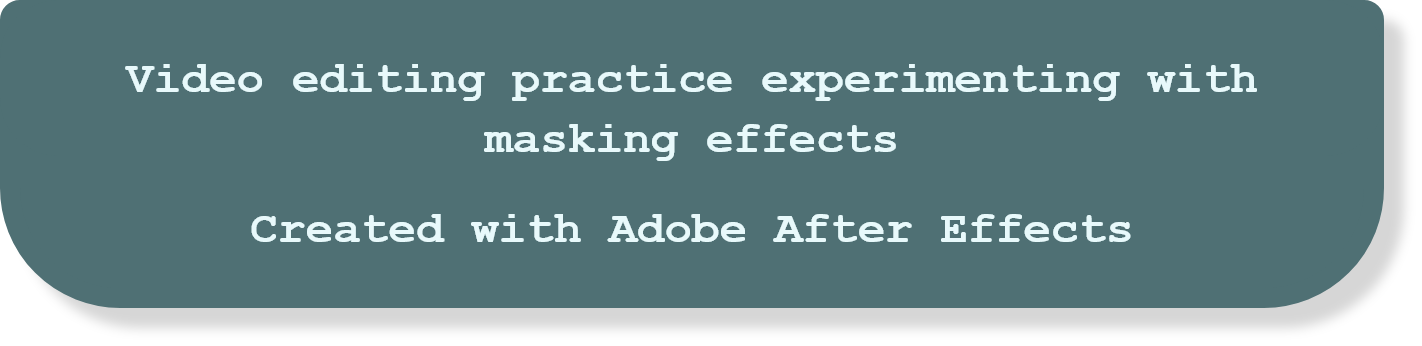 Video editing practice experimenting with
masking effects
Created with Adobe After Effects